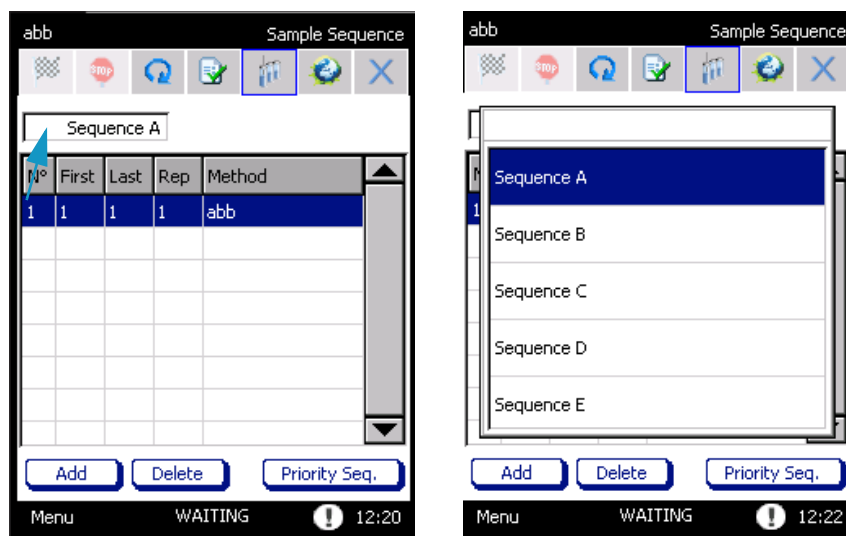 abb Sample Sequence
STOP
Sequence A
N° First Last Rep Method
1 1 1 1 abb
Add Delete Priority Seq.
Menu WAITING 12:20
abb Sample Sequence
STOP
Sequence A
Sequence B
Sequence C
Sequence D
Sequence E
Add Delete Priority Seq.
Menu WAITING 12:22